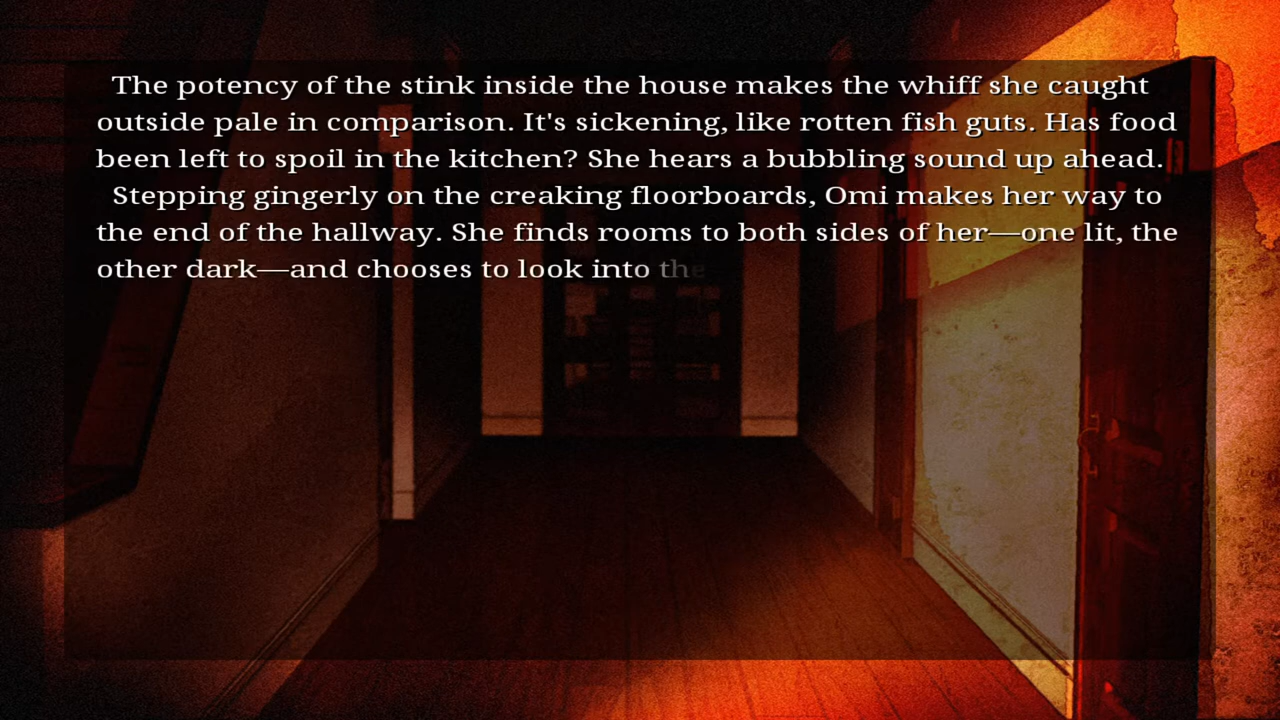 The potency of the stink inside the house makes the whiff she caught
outside pale in comparison. It's sickening, like rotten fish guts. Has food
been left to spoil in the kitchen? She hears a bubbling sound up ahead.
Stepping gingerly on the creaking floorboards, Omi makes her way to
the end of the hallway. She finds rooms to both sides of her—one lit, the
other dark—and chooses to look into the